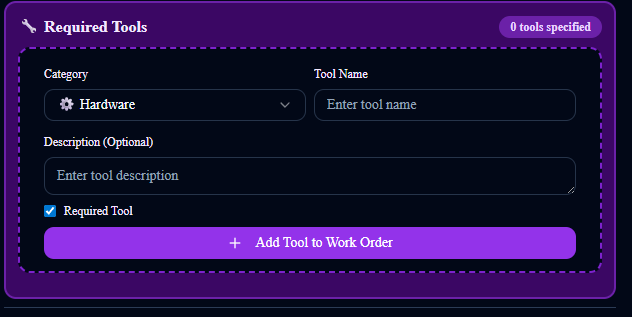 Required Tools
0 tools specified
Category
Tool Name
Hardware
Enter tool name
Description (Optional)
Enter tool description
Required Tool
Add Tool to Work Order